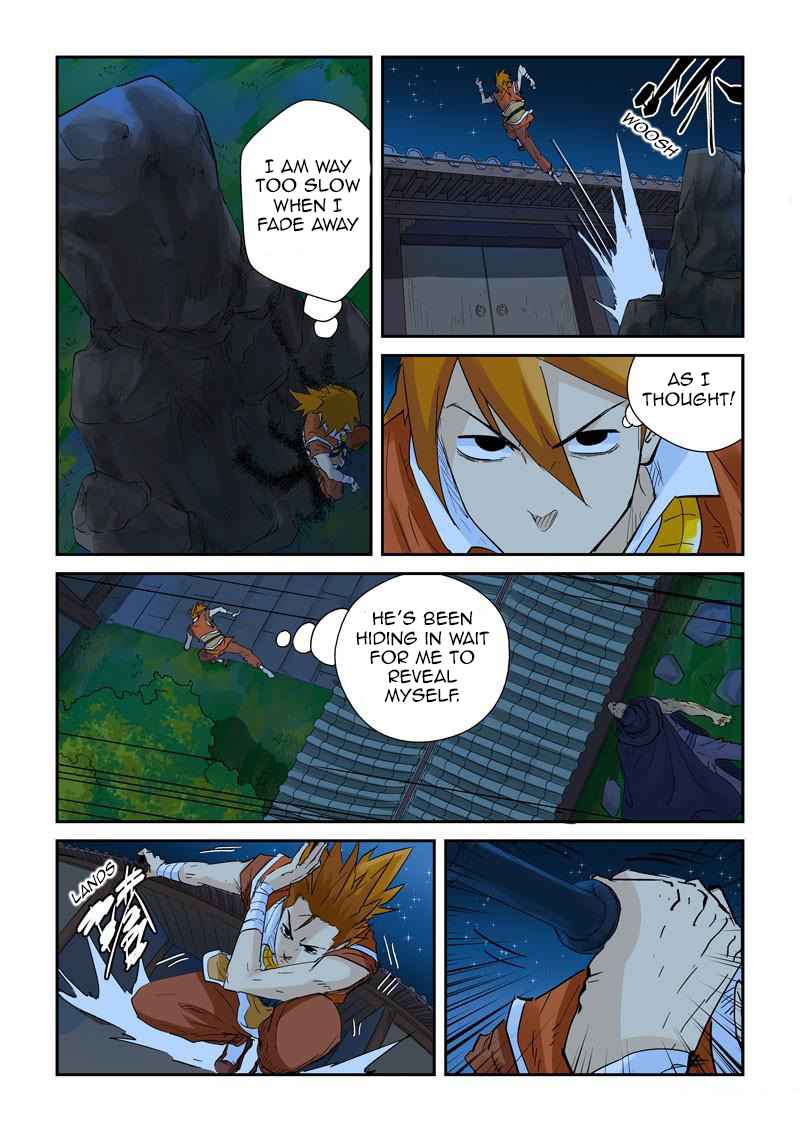 I AM WAY
TOO SLOW
WHEN I
FADE AWAY
WOOSH
AS I
THOUGHT!
HE'S BEEN
HIDING IN WAIT
FOR ME TO
REVEAL
MYSELF.
LANDS